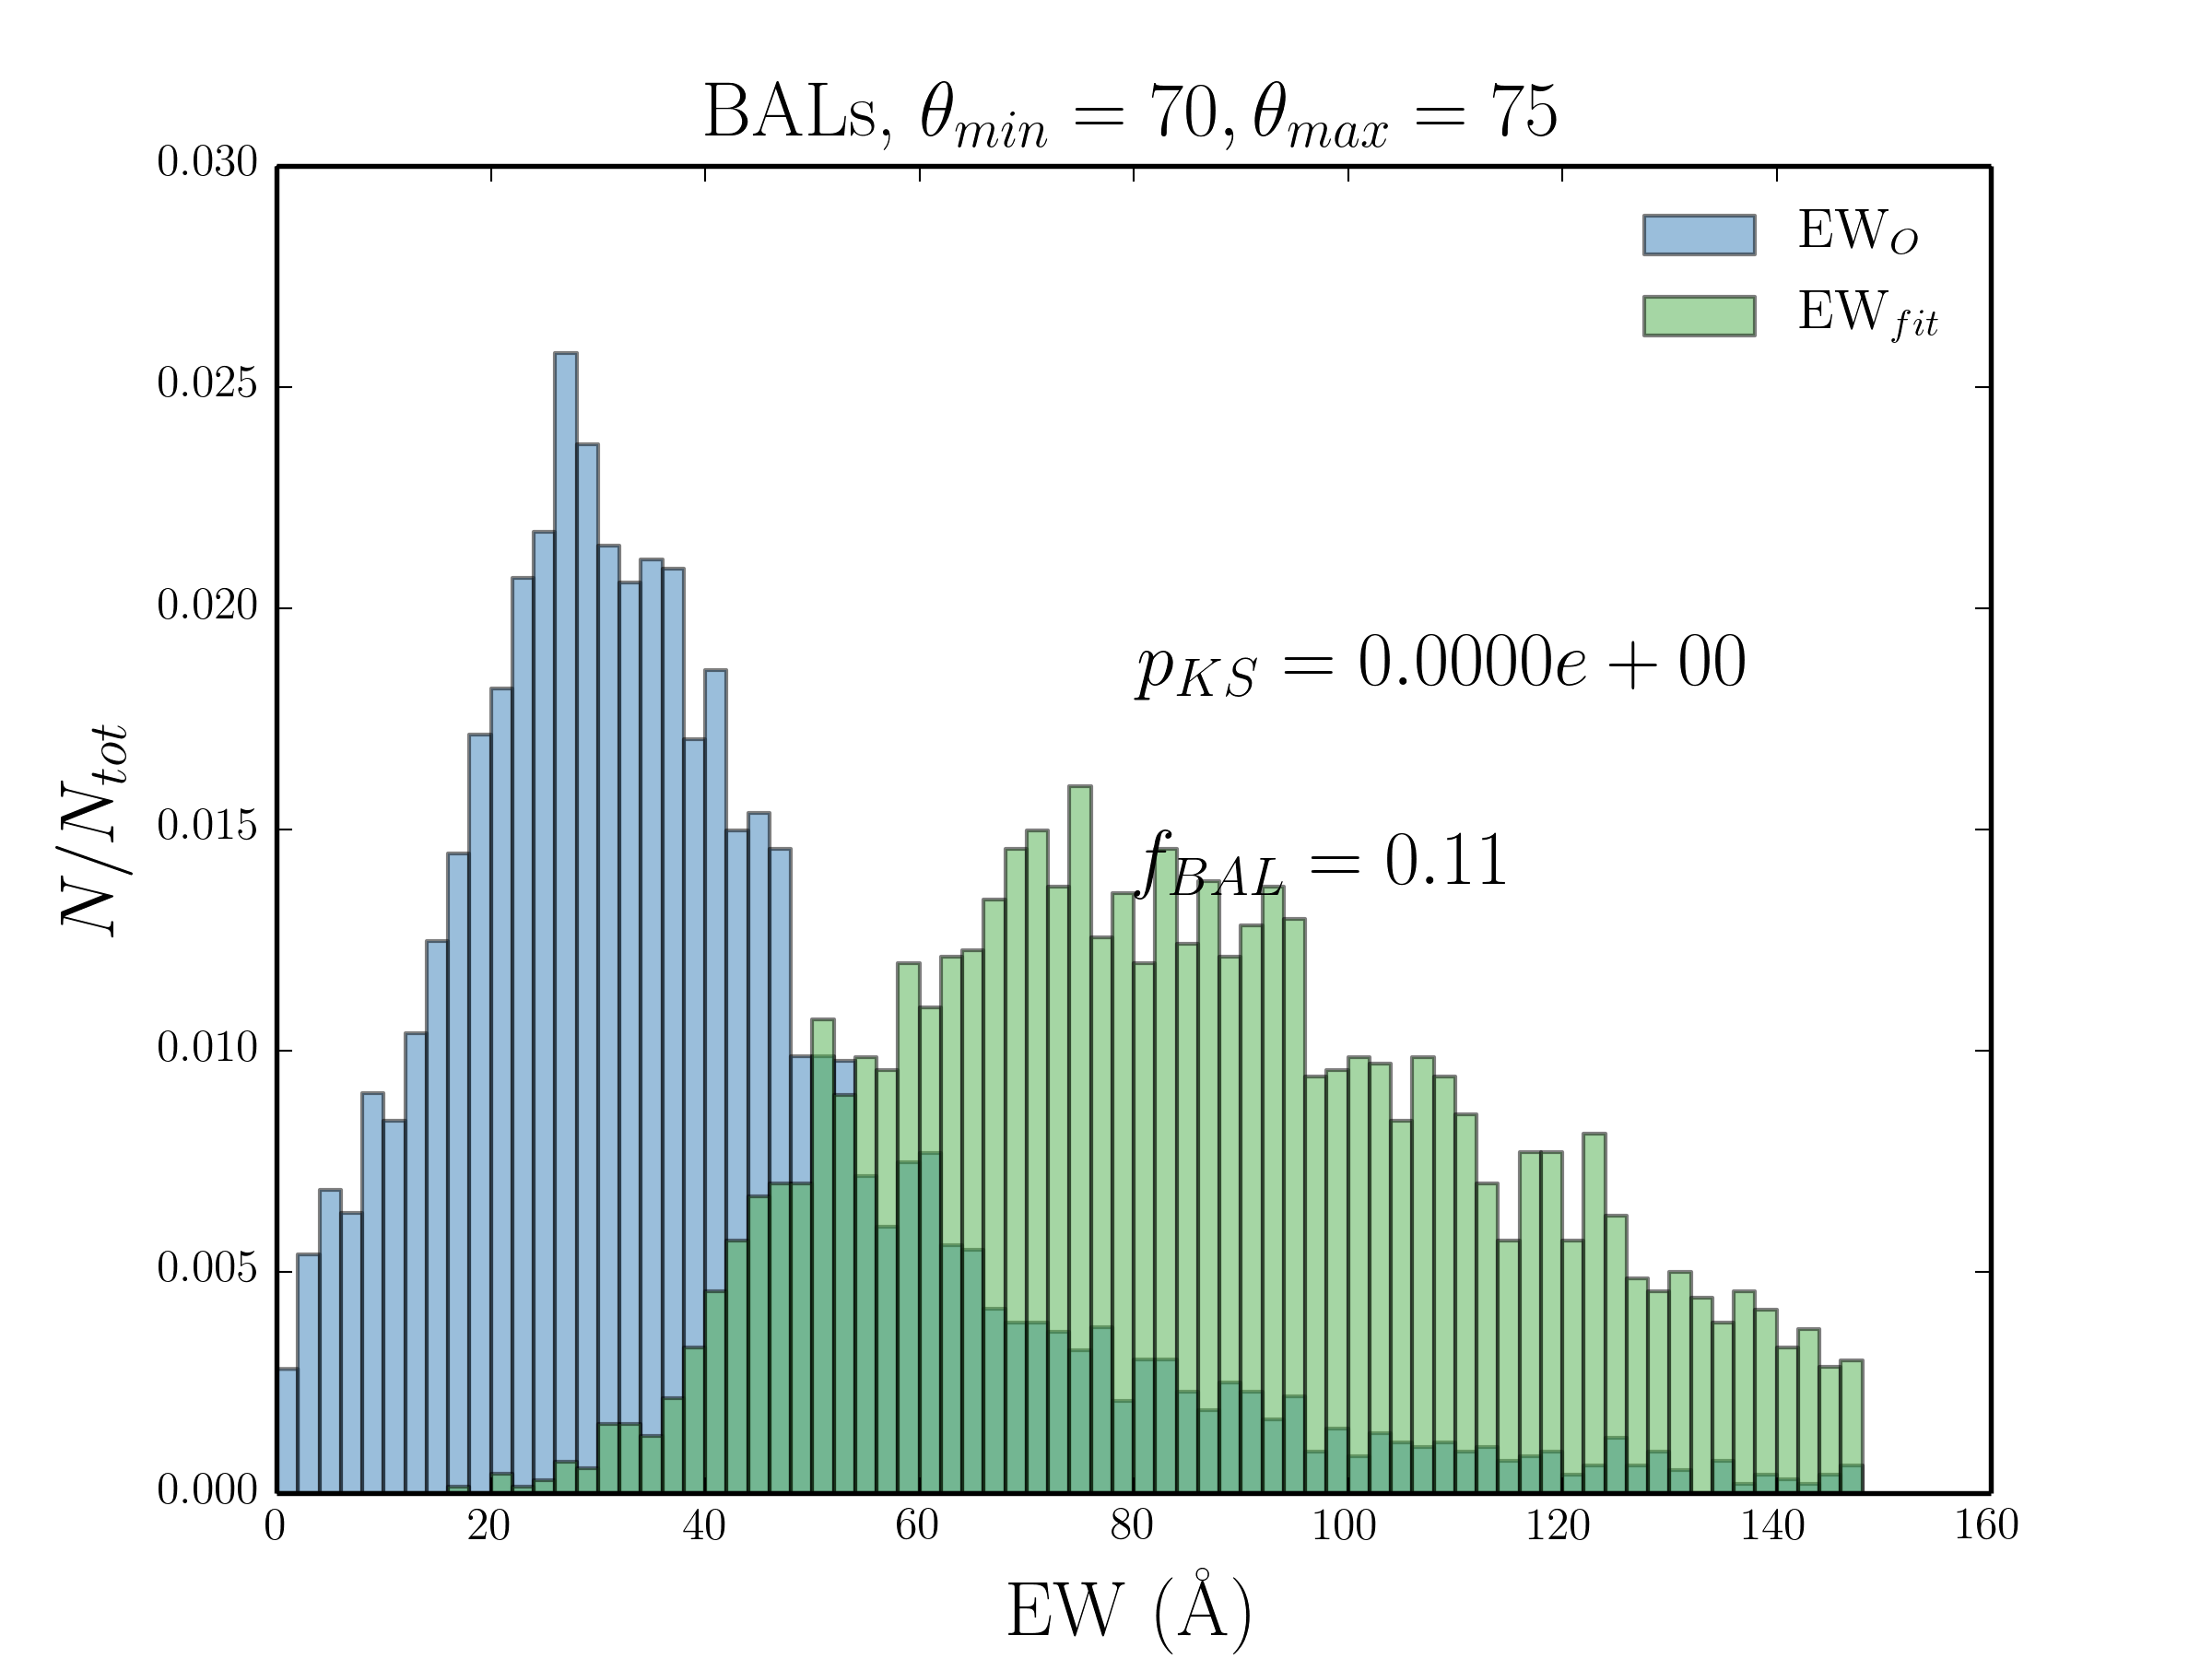 BALs, θ_min = 70, θ_max = 75
0.030
EW_O
EW_fit
0.025
0.020
p_KS = 0.0000e + 00
N/N_tot
0.015
f_BAL = 0.11
0.010
0.005
0.000
0 20 40 60 80 100 120 140 160
EW (Å)